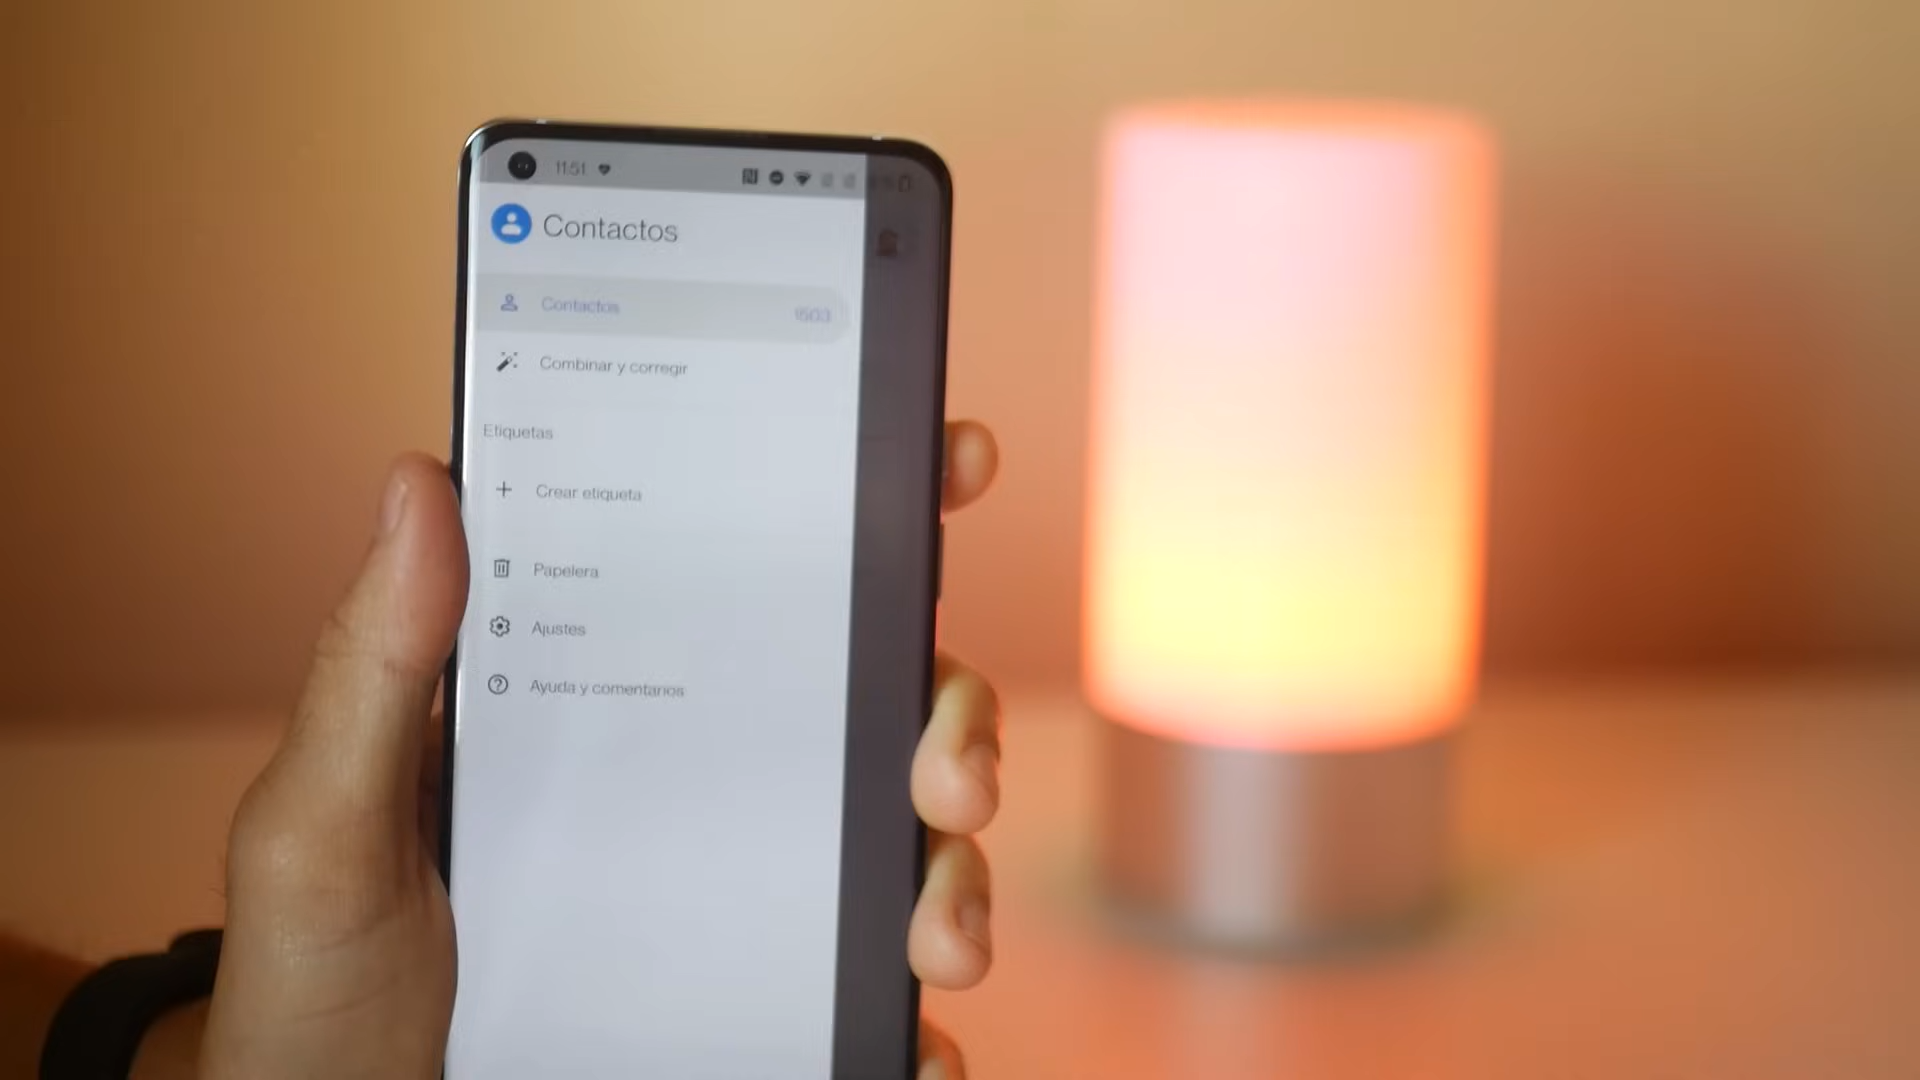 11:51
Contactos
Contactos 1503
Combinar y corregir
Etiquetas
Crear etiqueta
Papelera
Ajustes
Ayuda y comentarios